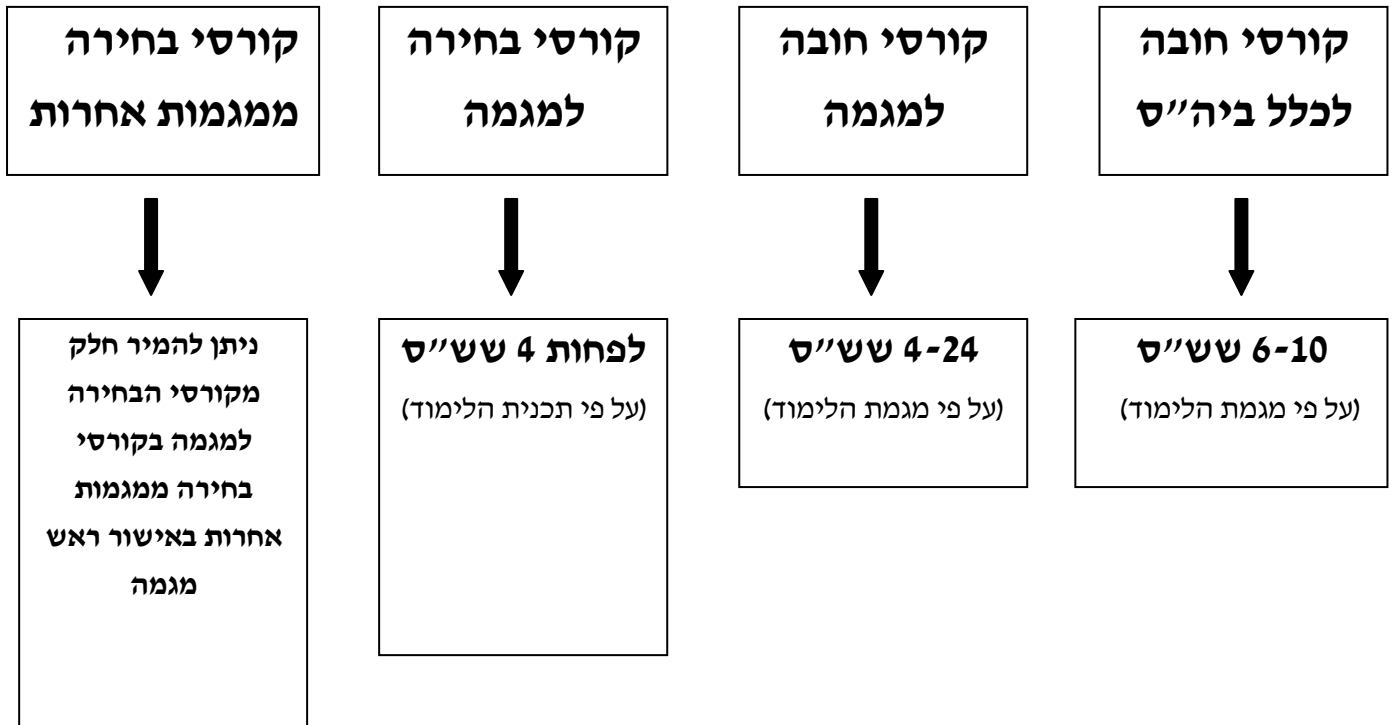 קורסי חובה
לכלל ביה״ס
קורסי חובה
למגמה
קורסי בחירה
למגמה
קורסי בחירה
ממגמות אחרות
6-10 שש״ס
(על פי מגמת הלימוד)
4-24 שש״ס
(על פי מגמת הלימוד)
לפחות 4 שש״ס
(על פי תכנית הלימוד)
ניתן להמיר חלק
מקורסי הבחירה
למגמה בקורסי
בחירה ממגמות
אחרות באישור ראש
מגמה